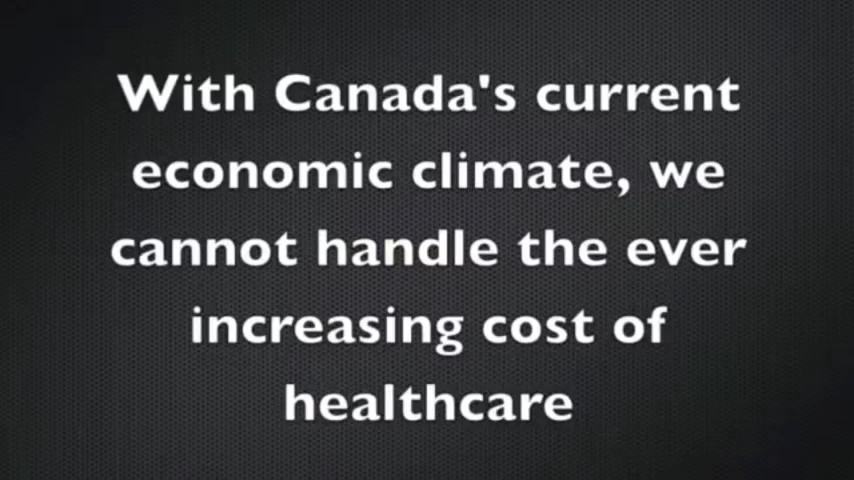 With Canada's current
economic climate, we
cannot handle the ever
increasing cost of
healthcare